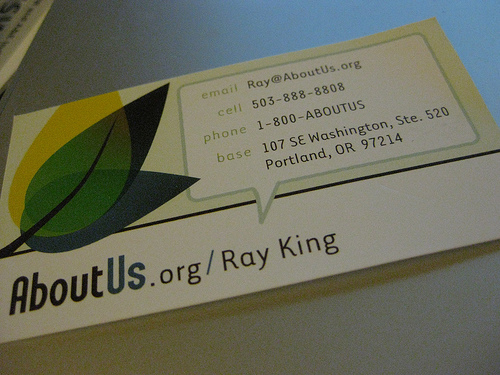 email Ray@AboutUs.org
cell 503-888-8808
phone 1-800-ABOUTUS
base 107 SE Washington, Ste. 520
Portland, OR 97214
AboutUs.org/Ray King